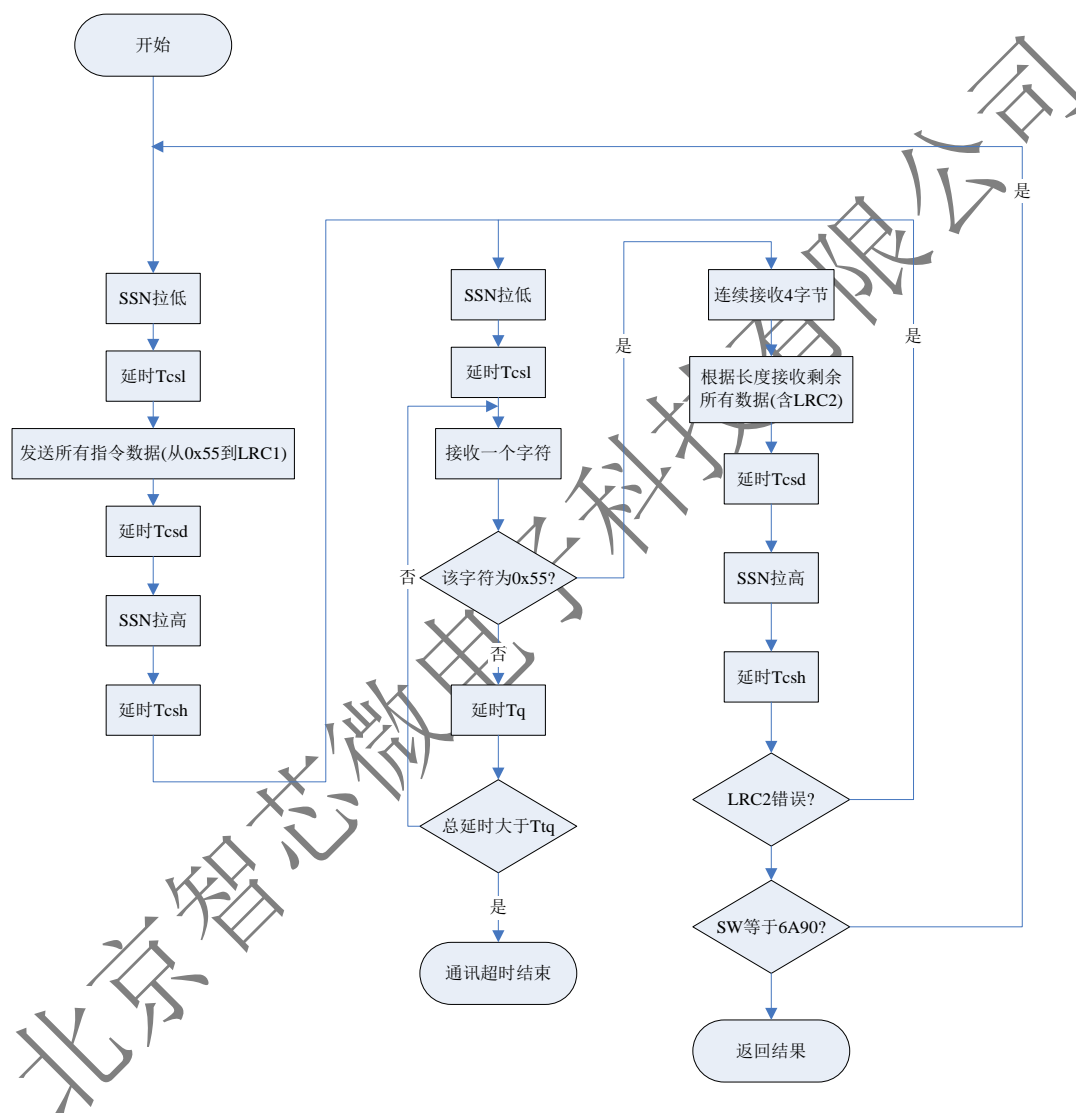 开始
SSN拉低
延时Tcsl
发送所有指令数据(从0x55到LRC1)
延时Tcsd
SSN拉高
延时Tcsh
SSN拉低
延时Tcsl
接收一个字符
该字符为0x55?
否
否
延时Tq
总延时大于Ttq
是
通讯超时结束
是
连续接收4字节
根据长度接收剩余
所有数据(含LRC2)
延时Tcsd
SSN拉高
延时Tcsh
LRC2错误?
是
SW等于6A90?
是
返回结果
北京智芯微电子科技有限公司